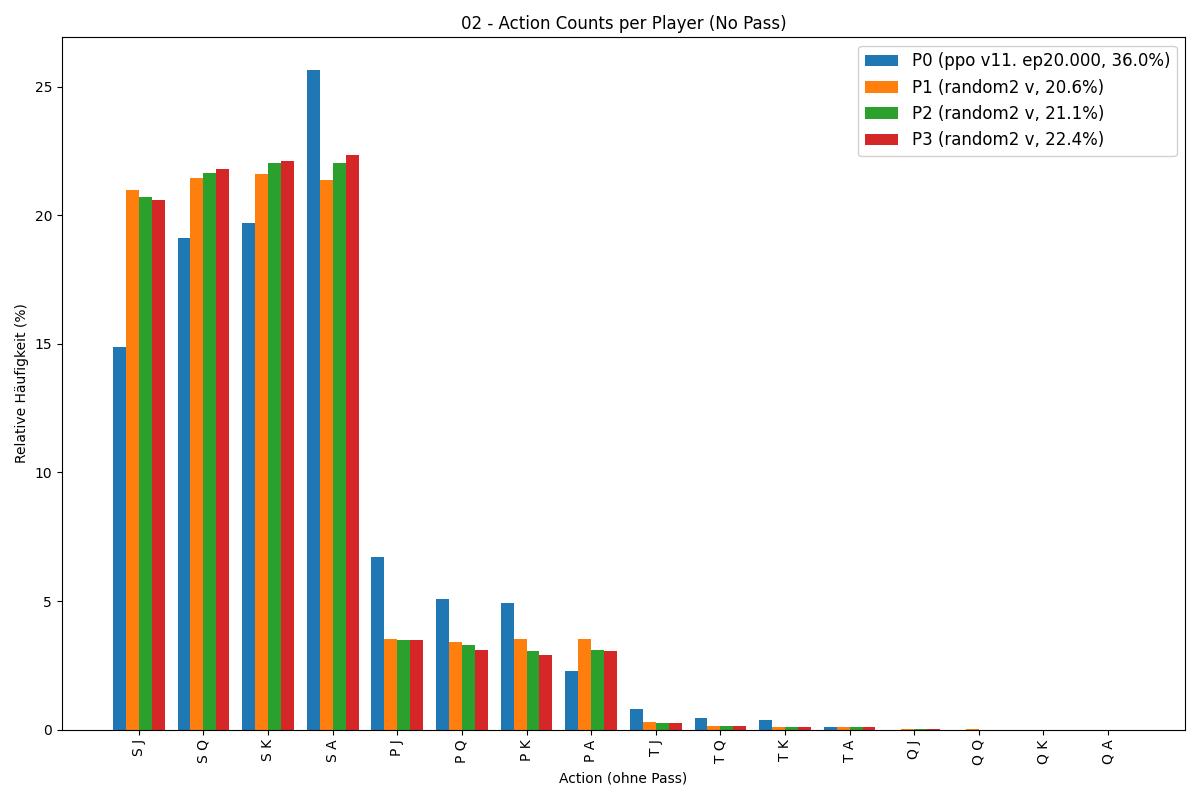 02 - Action Counts per Player (No Pass)
P0 (ppo v11. ep20.000, 36.0%)
P1 (random2 v, 20.6%)
P2 (random2 v, 21.1%)
P3 (random2 v, 22.4%)
Relative Häufigkeit (%)
25
20
15
10
5
0
S J
S Q
S K
S A
P J
P Q
P K
P A
T J
T Q
T K
T A
Q J
Q Q
Q K
Q A
Action (ohne Pass)